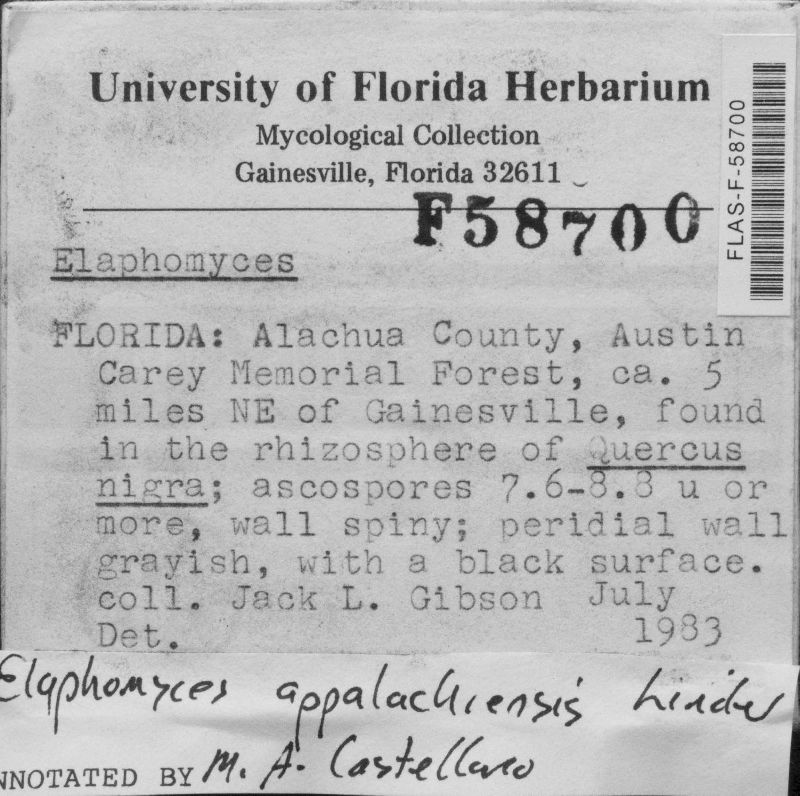 University of Florida Herbarium
Mycological Collection
Gainesville, Florida 32611
F58700
FLAS-F-58700
Elaphomyces
FLORIDA: Alachua County, Austin
Carey Memorial Forest, ca. 5
miles NE of Gainesville, found
in the rhizosphere of Quercus
nigra; ascospores 7.6-8.8 u or
more, wall spiny; peridial wall
grayish, with a black surface.
coll. Jack L. Gibson July
Det. 1983
Elaphomyces appalachiensis Linder
NNOTATED BY M. A. Castellano